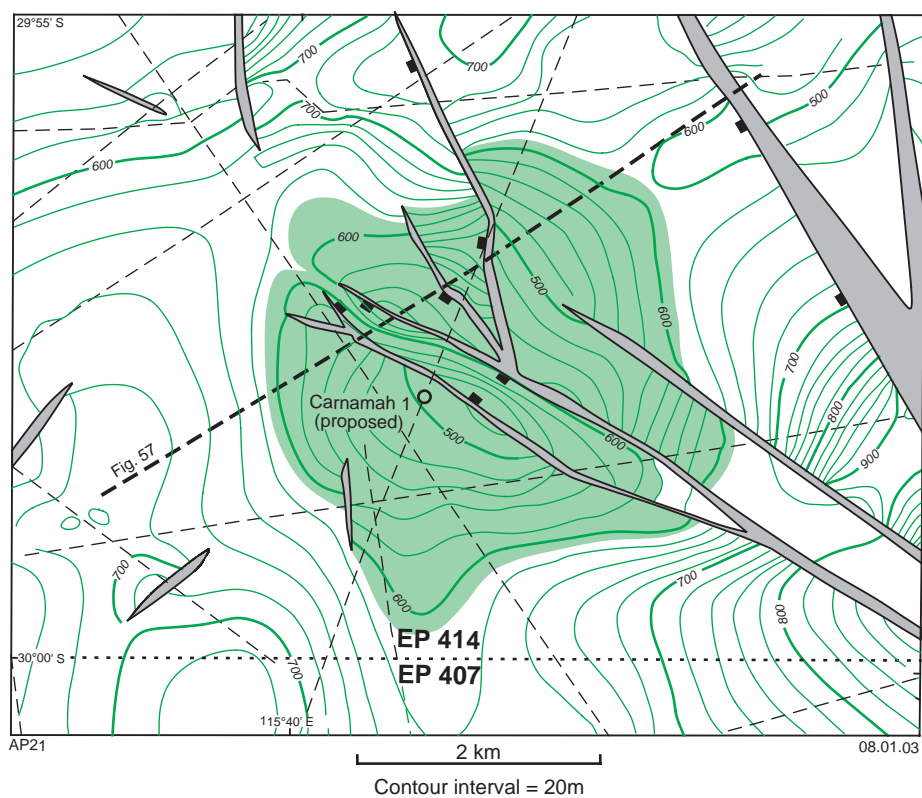 29°55' S
700
700
700
600
500
600
600
500
600
700
800
900
Carnamah 1
(proposed)
500
600
Fig. 57
700
700
800
600
EP 414
30°00' S
EP 407
700
115°40' E
AP21
2 km
08.01.03
Contour interval = 20m